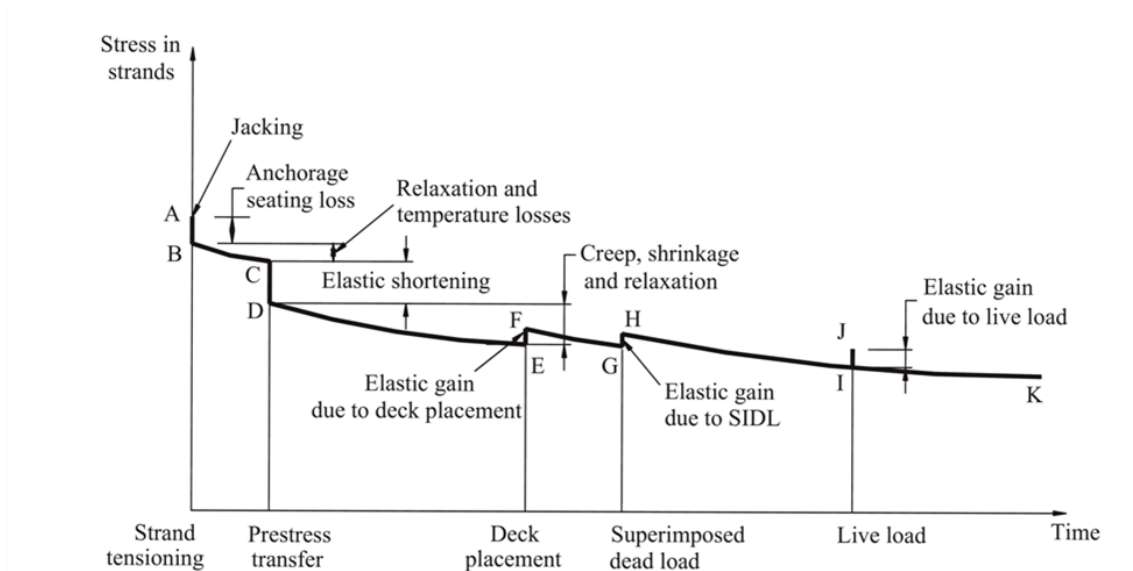 Stress in
strands
Jacking
Anchorage
seating loss
Relaxation and
temperature losses
A
B
C
Elastic shortening
Creep, shrinkage
and relaxation
D
F
E
H
G
Elastic gain
due to live load
J
I
K
Elastic gain
due to deck placement
Elastic gain
due to SIDL
Strand
tensioning
Prestress
transfer
Deck
placement
Superimposed
dead load
Live load
Time